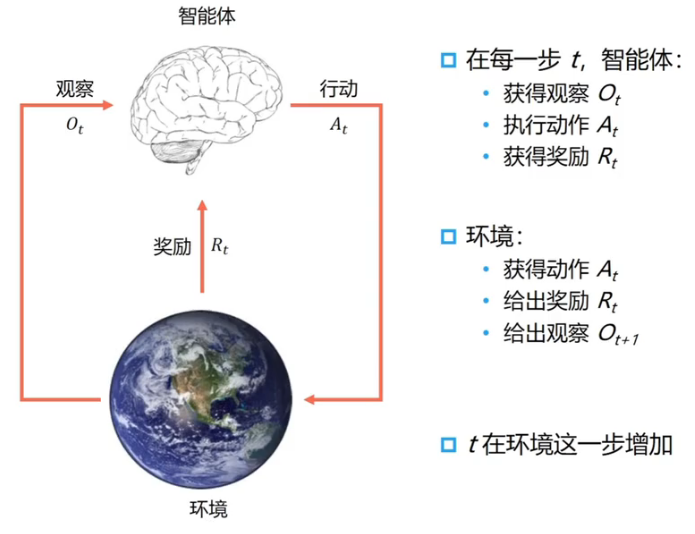 智能体
观察
O_t
行动
A_t
奖励
R_t
环境
在每一步 t，智能体：
• 获得观察 O_t
• 执行动作 A_t
• 获得奖励 R_t
环境：
• 获得动作 A_t
• 给出奖励 R_t
• 给出观察 O_{t+1}
t 在环境这一步增加